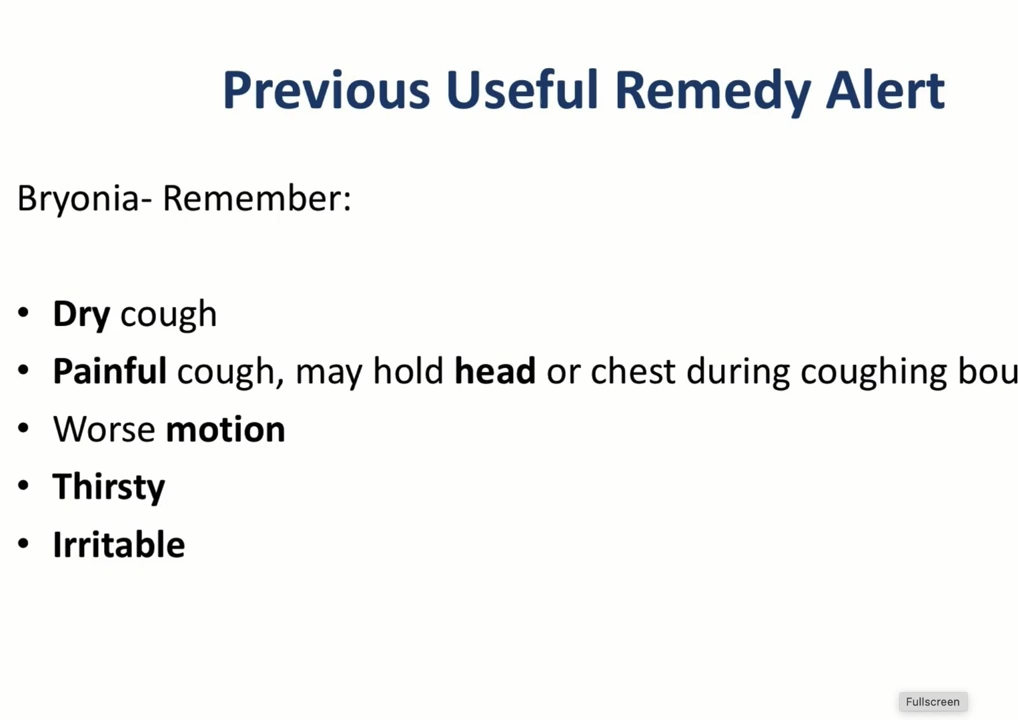 Previous Useful Remedy Alert
Bryonia- Remember:
• Dry cough
• Painful cough, may hold head or chest during coughing bou
• Worse motion
• Thirsty
• Irritable
Fullscreen